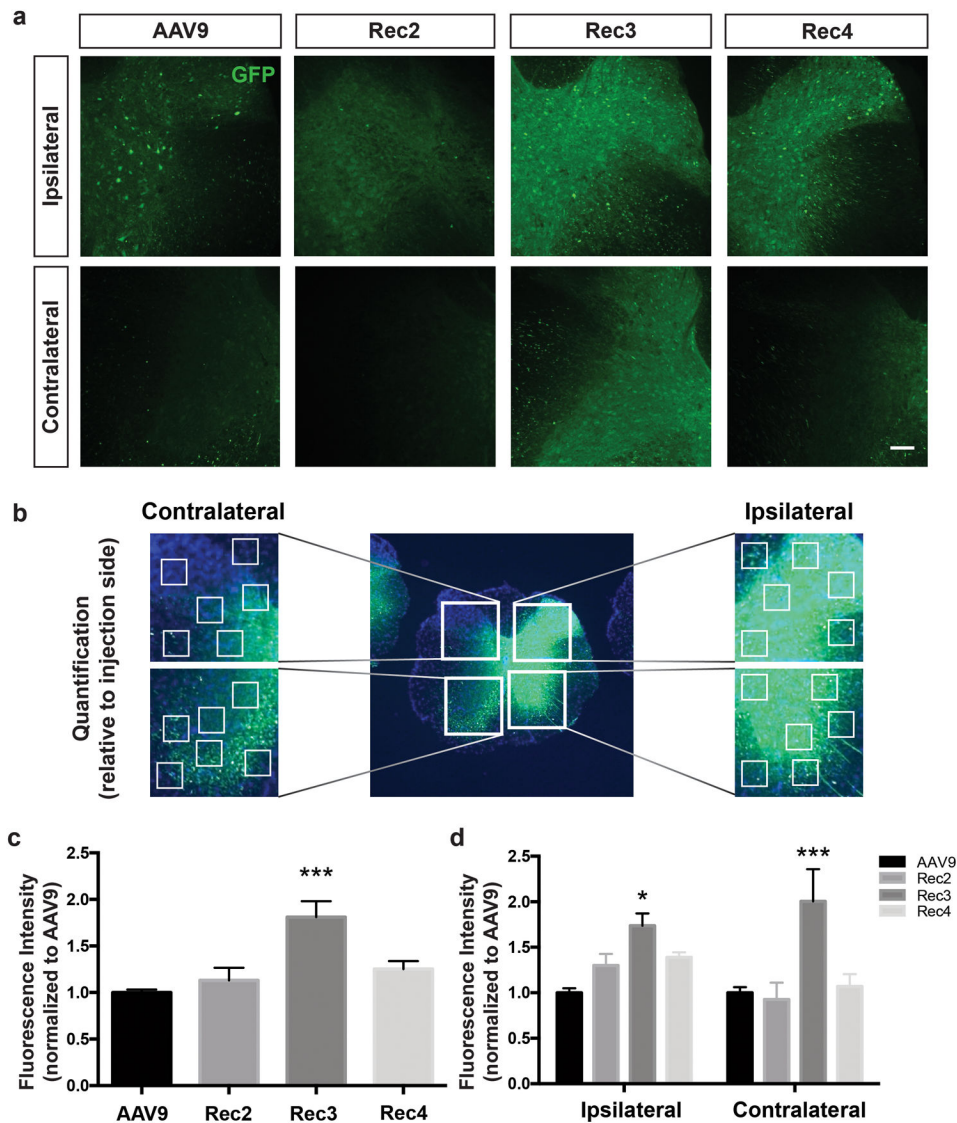 a
AAV9
Rec2
Rec3
Rec4
Ipsilateral
GFP
Contralateral
b
Contralateral
Ipsilateral
Quantification
(relative to injection side)
c
Fluorescence Intensity
(normalized to AAV9)
2.5
2.0
1.5
1.0
0.5
0.0
***
AAV9
Rec2
Rec3
Rec4
d
Fluorescence Intensity
(normalized to AAV9)
2.5
2.0
1.5
1.0
0.5
0.0
*
***
Ipsilateral
Contralateral
AAV9
Rec2
Rec3
Rec4